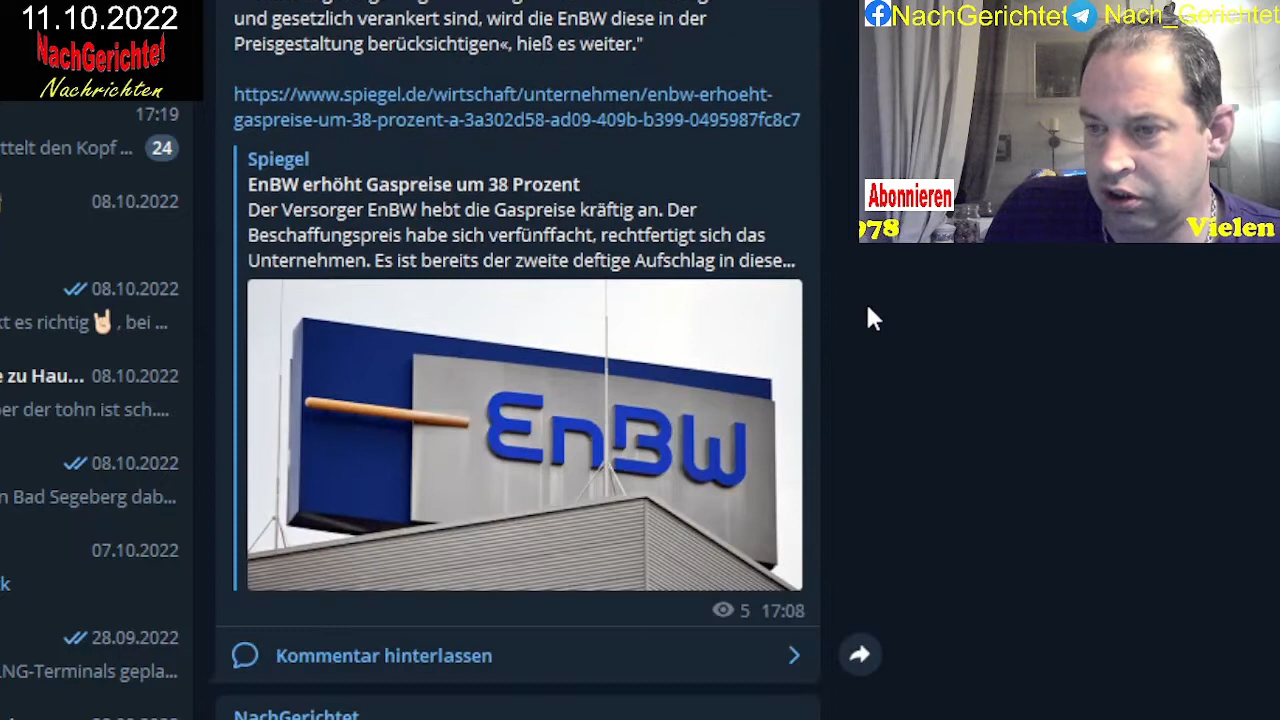 11.10.2022
NachGerichtet
Nachrichten
NachGerichtet
Nach_Gerichtet
Abonnieren
978
Vielen
17:19
ttelt den Kopf ...
24
08.10.2022
08.10.2022
kt es richtig🤘🏻, bei ...
e zu Hau... 08.10.2022
er der tohn ist sch....
08.10.2022
n Bad Segeberg dab...
07.10.2022
k
28.09.2022
LNG-Terminals gepla...
und gesetzlich verankert sind, wird die EnBW diese in der
Preisgestaltung berücksichtigen«, hieß es weiter."
https://www.spiegel.de/wirtschaft/unternehmen/enbw-erhoeht-
gaspreise-um-38-prozent-a-3a302d58-ad09-409b-b399-0495987fc8c7
Spiegel
EnBW erhöht Gaspreise um 38 Prozent
Der Versorger EnBW hebt die Gaspreise kräftig an. Der
Beschaffungspreis habe sich verfünffacht, rechtfertigt sich das
Unternehmen. Es ist bereits der zweite deftige Aufschlag in diese...
EnBW
5 17:08
Kommentar hinterlassen
NachGerichtet